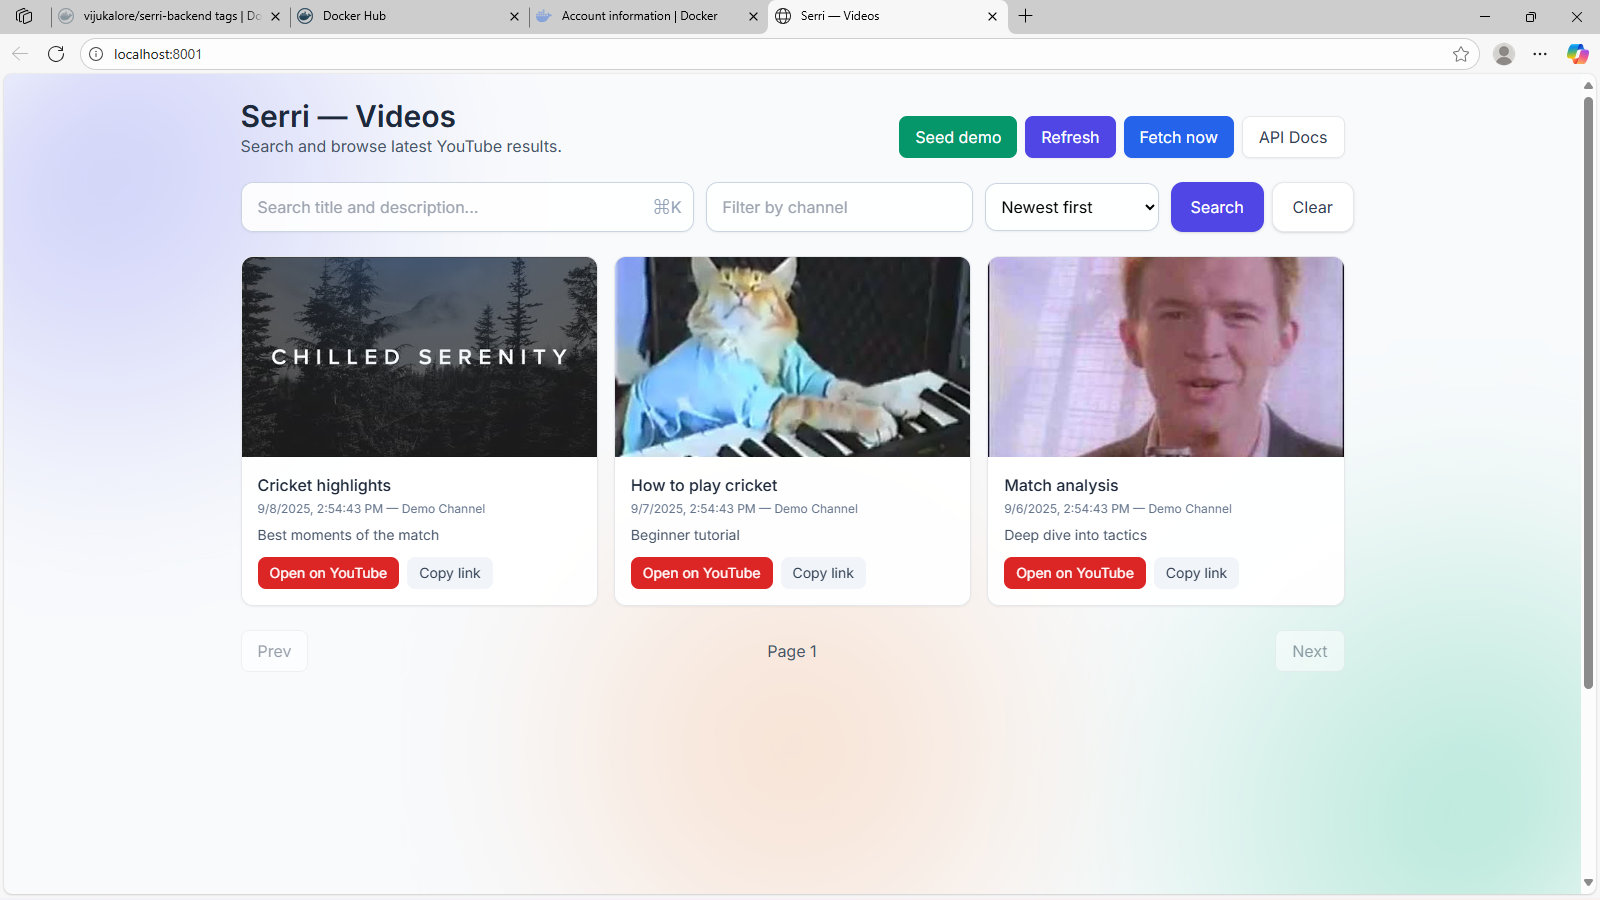 vijukalore/serri-backend tags | Do
Docker Hub
Account information | Docker
Serri — Videos
localhost:8001
Serri — Videos
Search and browse latest YouTube results.
Seed demo
Refresh
Fetch now
API Docs
Search title and description...
⌘K
Filter by channel
Newest first
Search
Clear
CHILLED SERENITY
Cricket highlights
9/8/2025, 2:54:43 PM — Demo Channel
Best moments of the match
Open on YouTube
Copy link
How to play cricket
9/7/2025, 2:54:43 PM — Demo Channel
Beginner tutorial
Open on YouTube
Copy link
Match analysis
9/6/2025, 2:54:43 PM — Demo Channel
Deep dive into tactics
Open on YouTube
Copy link
Prev
Page 1
Next